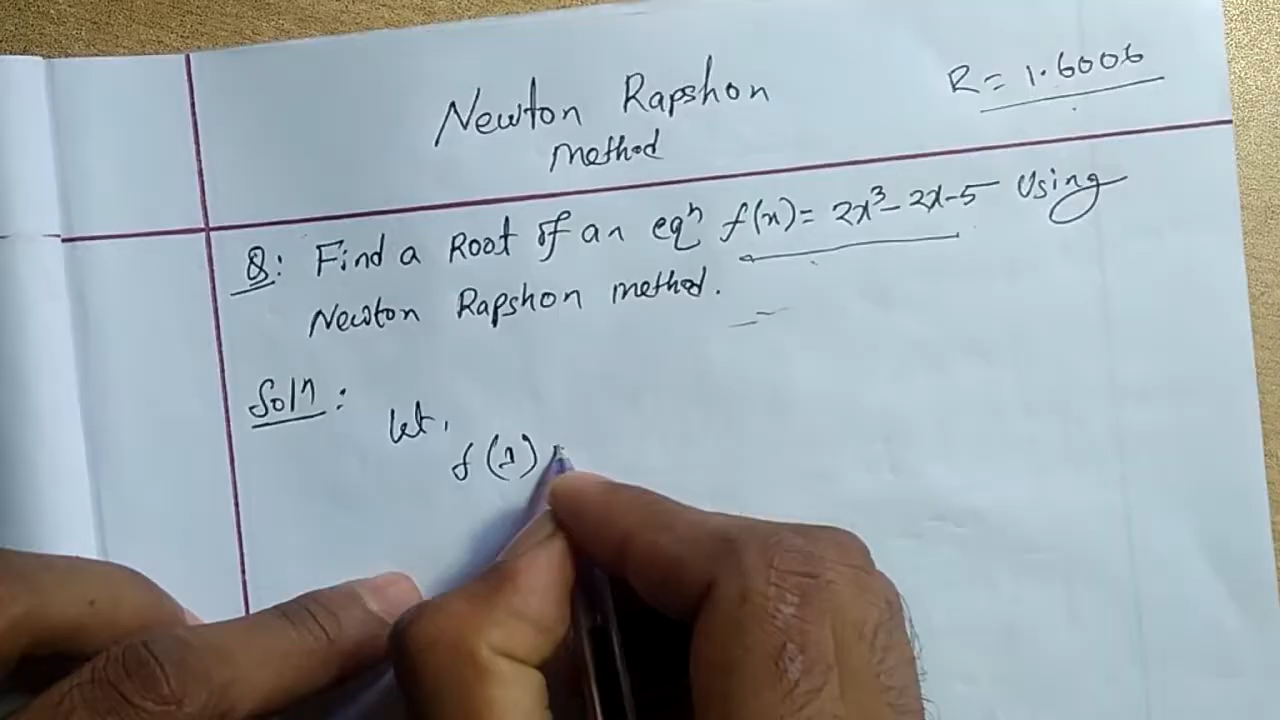 Newton Rapshon
method
R = 1.6006
Q: Find a Root of an eqⁿ f(x) = 2x³ - 2x - 5 Using
Newton Rapshon method.
Solⁿ:
let,
f(x)